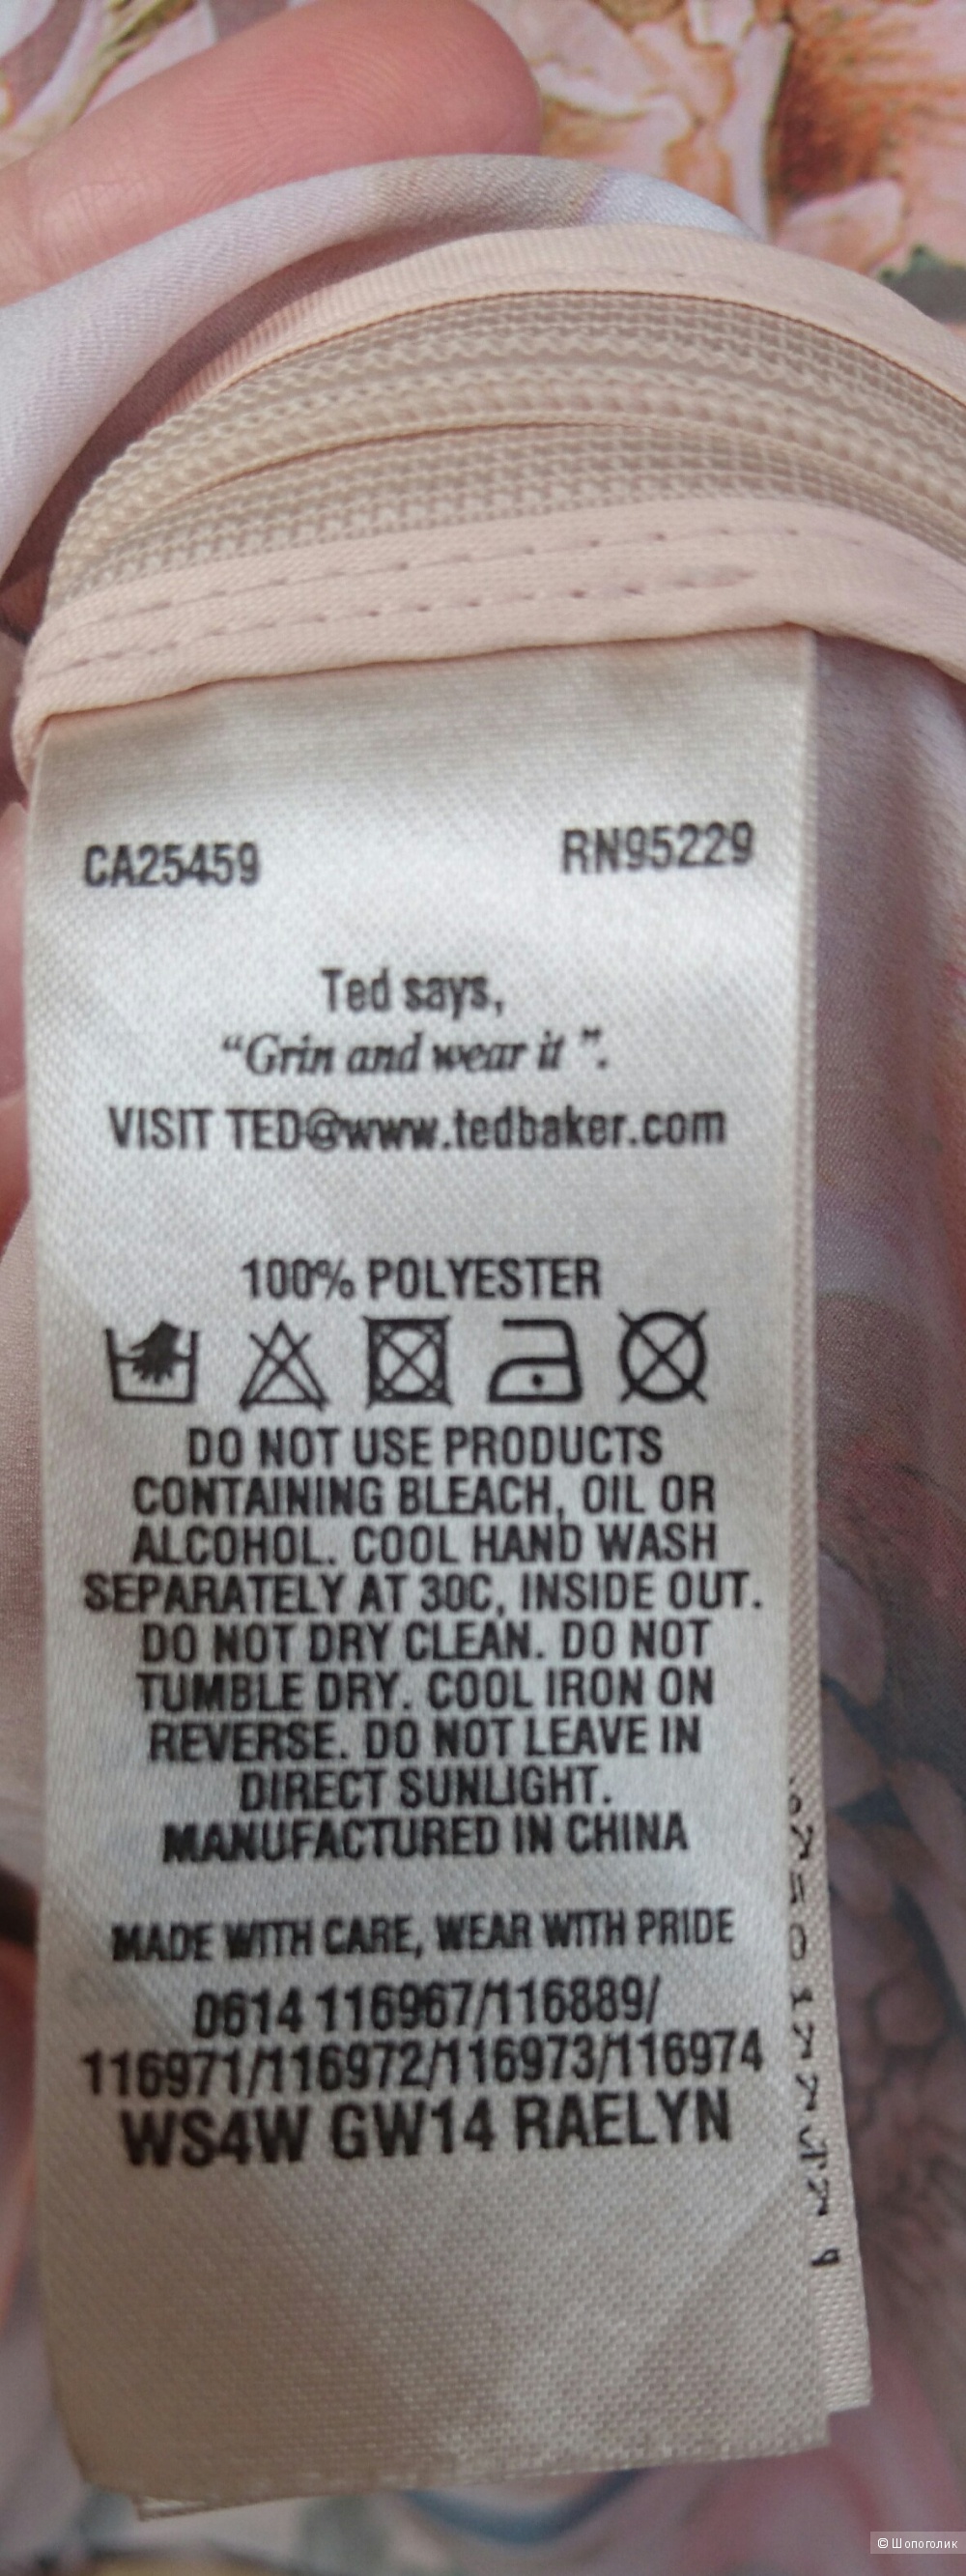 CA25459 RN95229
Ted says,
“Grin and wear it ”.
VISIT TED@www.tedbaker.com
100% POLYESTER
DO NOT USE PRODUCTS
CONTAINING BLEACH, OIL OR
ALCOHOL. COOL HAND WASH
SEPARATELY AT 30C, INSIDE OUT.
DO NOT DRY CLEAN. DO NOT
TUMBLE DRY. COOL IRON ON
REVERSE. DO NOT LEAVE IN
DIRECT SUNLIGHT.
MANUFACTURED IN CHINA
MADE WITH CARE, WEAR WITH PRIDE
0614 116967/116889/
116971/116972/116973/116974
WS4W GW14 RAELYN
© Шопоголик